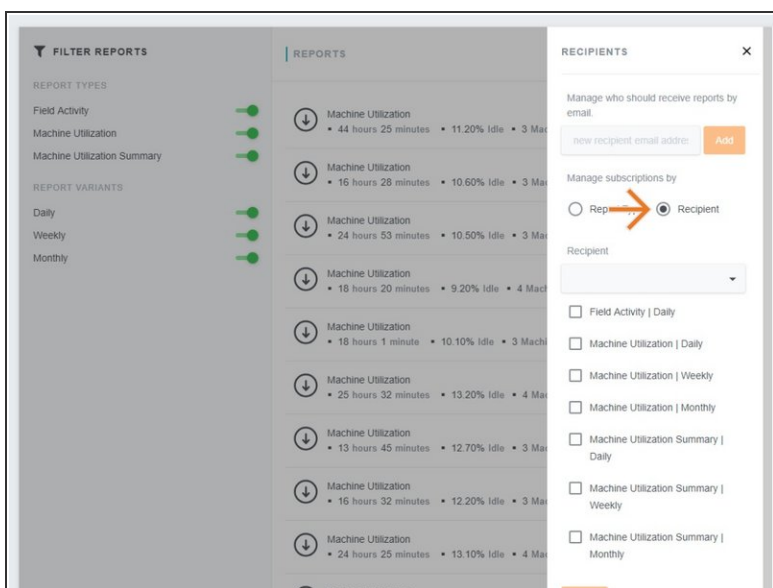 FILTER REPORTS
REPORT TYPES
Field Activity
Machine Utilization
Machine Utilization Summary
REPORT VARIANTS
Daily
Weekly
Monthly
REPORTS
Machine Utilization
• 44 hours 25 minutes • 11.20% Idle • 3 Mac
Machine Utilization
• 16 hours 28 minutes • 10.60% Idle • 3 Mac
Machine Utilization
• 24 hours 53 minutes • 10.50% Idle • 3 Mac
Machine Utilization
• 18 hours 20 minutes • 9.20% Idle • 4 Mach
Machine Utilization
• 18 hours 1 minute • 10.10% Idle • 3 Machi
Machine Utilization
• 25 hours 32 minutes • 13.20% Idle • 4 Mac
Machine Utilization
• 13 hours 45 minutes • 12.70% Idle • 3 Mac
Machine Utilization
• 16 hours 32 minutes • 12.20% Idle • 3 Mac
Machine Utilization
• 24 hours 25 minutes • 13.10% Idle • 4 Mac
RECIPIENTS
Manage who should receive reports by
email.
new recipient email addres
Add
Manage subscriptions by
Recipient
Recipient
Field Activity | Daily
Machine Utilization | Daily
Machine Utilization | Weekly
Machine Utilization | Monthly
Machine Utilization Summary |
Daily
Machine Utilization Summary |
Weekly
Machine Utilization Summary |
Monthly